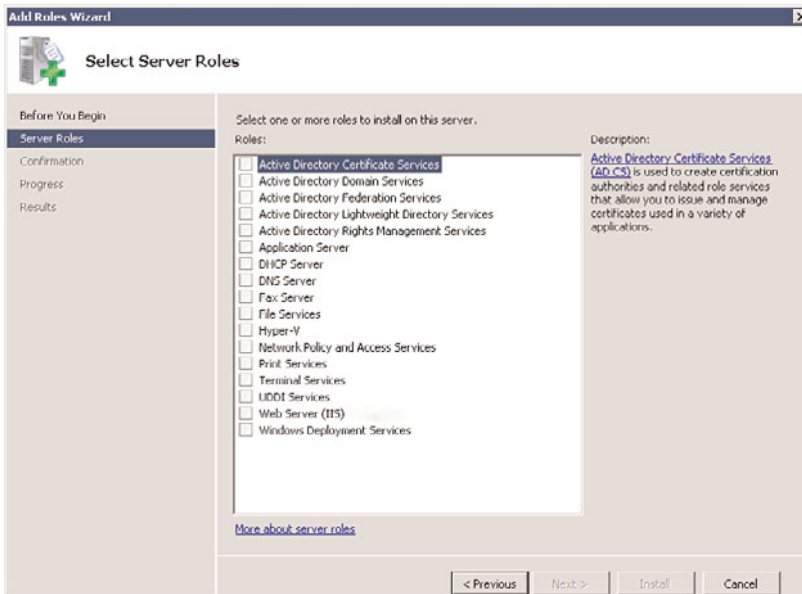 Add Roles Wizard
Select Server Roles
Before You Begin
Server Roles
Confirmation
Progress
Results
Select one or more roles to install on this server.
Roles:
Active Directory Certificate Services
Active Directory Domain Services
Active Directory Federation Services
Active Directory Lightweight Directory Services
Active Directory Rights Management Services
Application Server
DHCP Server
DNS Server
Fax Server
File Services
Hyper-V
Network Policy and Access Services
Print Services
Terminal Services
UDDI Services
Web Server (IIS)
Windows Deployment Services
More about server roles
Description:
Active Directory Certificate Services
(AD CS) is used to create certification
authorities and related role services
that allow you to issue and manage
certificates used in a variety of
applications.
< Previous
Next >
Install
Cancel